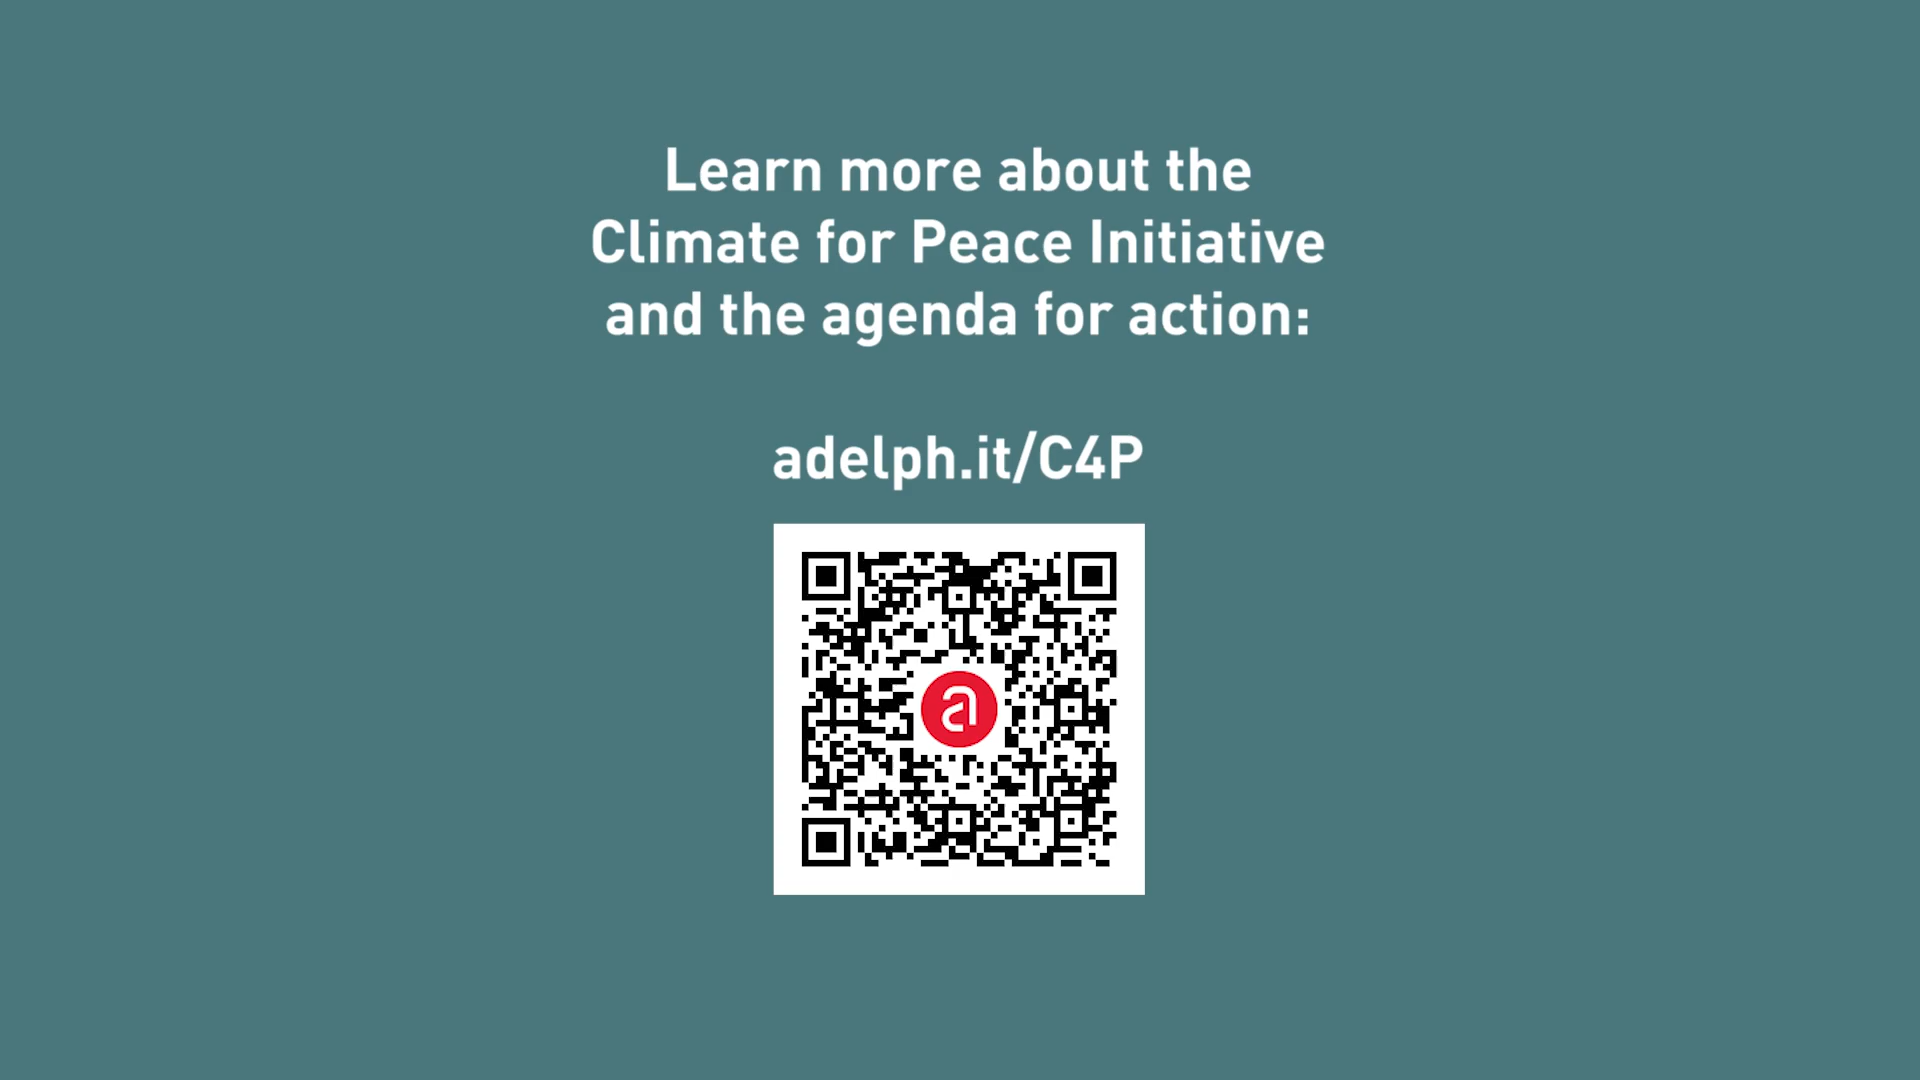 Learn more about the
Climate for Peace Initiative
and the agenda for action:
adelph.it/C4P
a